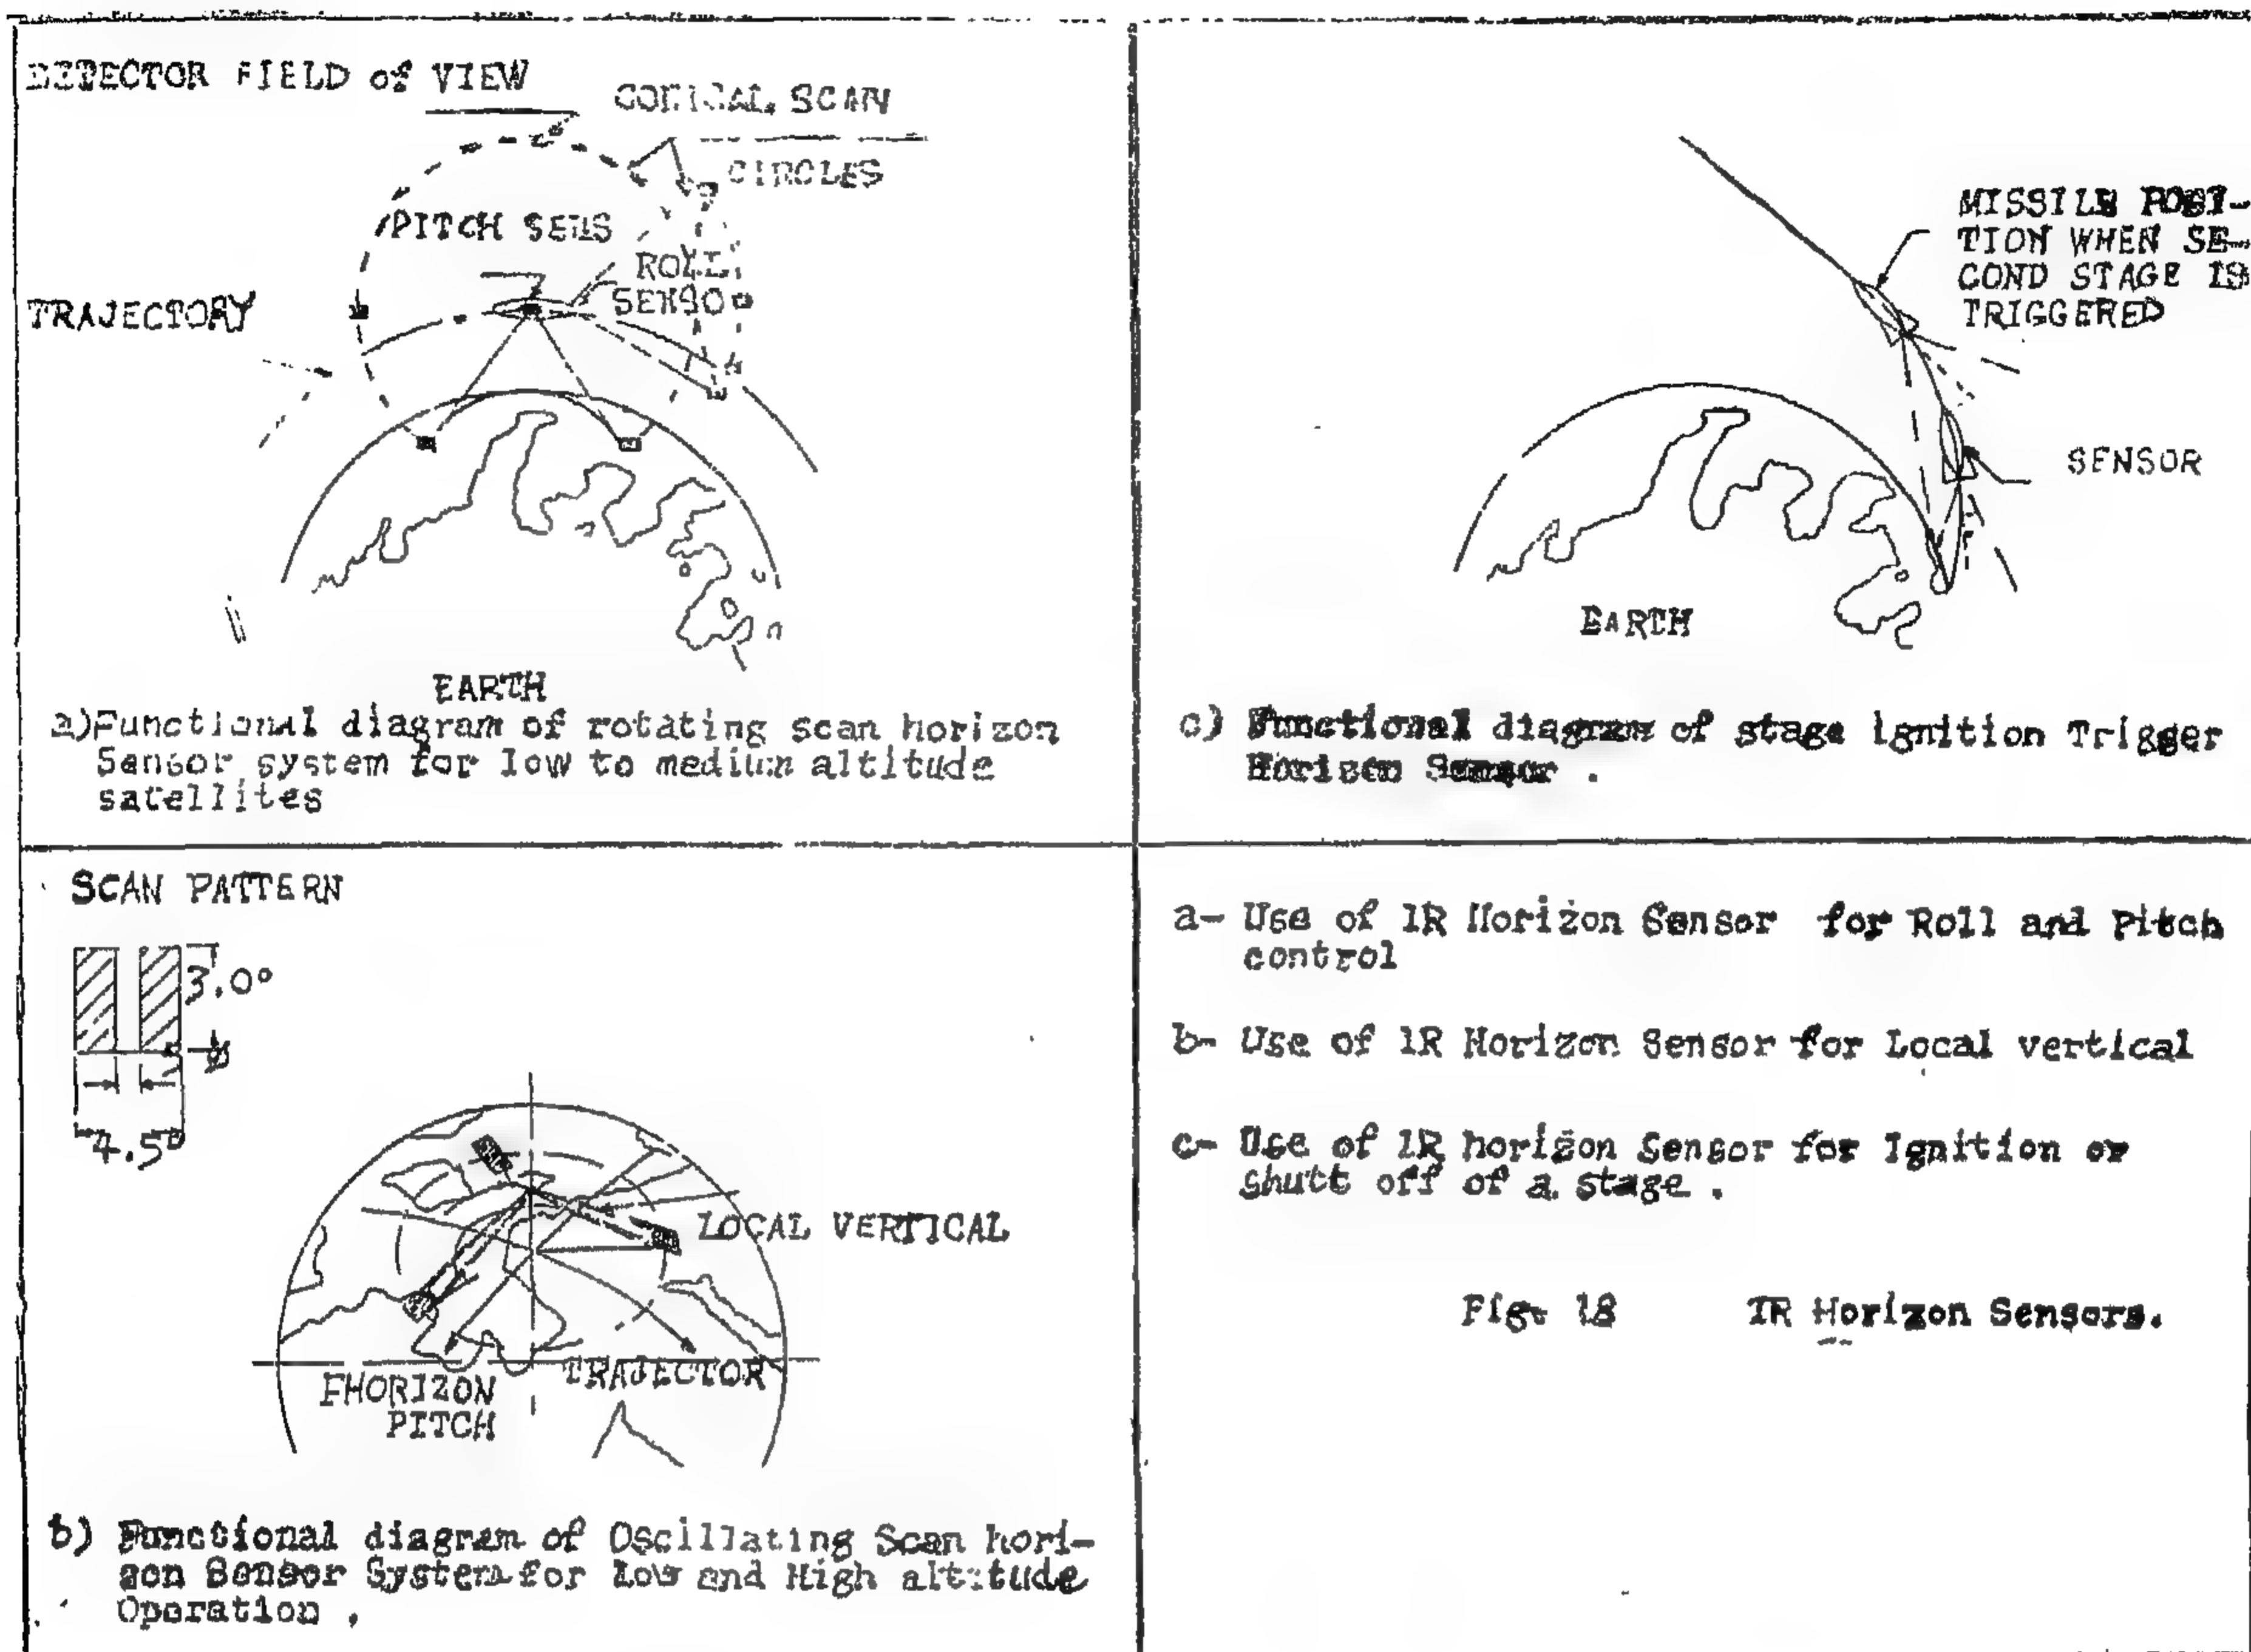 DETECTOR FIELD of VIEW
CONICAL SCAN
CIRCLES
PITCH SENS
ROLL
SENSO
TRAJECTORY
EARTH
a)Functional diagram of rotating scan horizon
Sensor system for low to medium altitude
satellites
MISSILE POSI-
TION WHEN SE-
COND STAGE IS
TRIGGERED
SENSOR
EARTH
c) Functional diagram of stage ignition Trigger
Horizon Sensor .
SCAN PATTERN
3.0°
4.5°
LOCAL VERTICAL
FHORIZON
PITCH
TRAJECTOR
b) Functional diagram of Oscillating Scan hori-
zon Sensor System for Low and High altitude
Operation .
a- Use of IR Horizon Sensor for Roll and Pitch
control
b- Use of IR Horizon Sensor for Local vertical
c- Use of IR horizon Sensor for Ignition or
shutt off of a stage .
Fig. 18 IR Horizon Sensors.